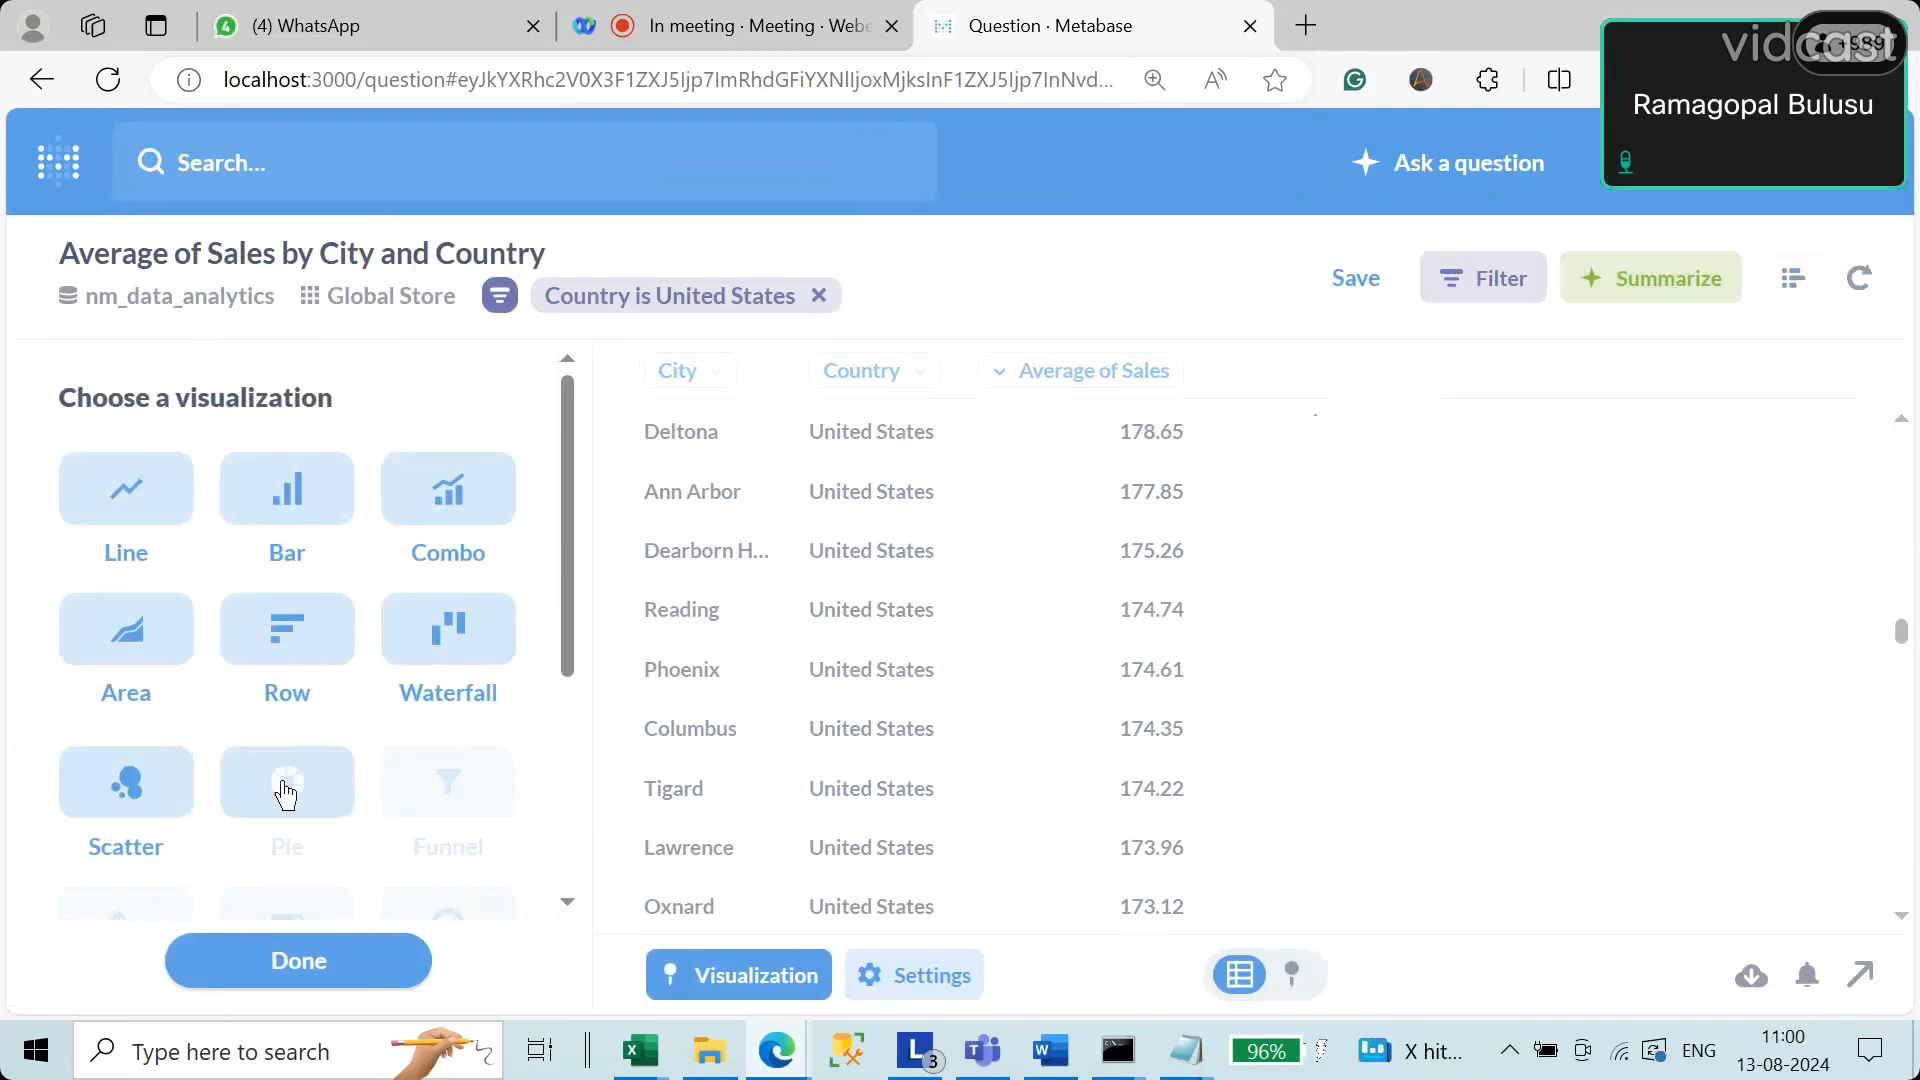 (4) WhatsApp
In meeting · Meeting · Webe
Question · Metabase
localhost:3000/question#eyJkYXRhc2V0X3F1ZXJ5Ijp7ImRhdGFiYXNlIjoxMjksInF1ZXJ5Ijp7InNvd...
vidcast
Ramagopal Bulusu
Search...
Ask a question
Average of Sales by City and Country
nm_data_analytics
Global Store
Country is United States
Save
Filter
Summarize
Choose a visualization
Line
Bar
Combo
Area
Row
Waterfall
Scatter
Pie
Funnel
Done
City Country Average of Sales
Deltona United States 178.65
Ann Arbor United States 177.85
Dearborn H... United States 175.26
Reading United States 174.74
Phoenix United States 174.61
Columbus United States 174.35
Tigard United States 174.22
Lawrence United States 173.96
Oxnard United States 173.12
Visualization
Settings
Type here to search
3
96%
X hit...
ENG
11:00
13-08-2024